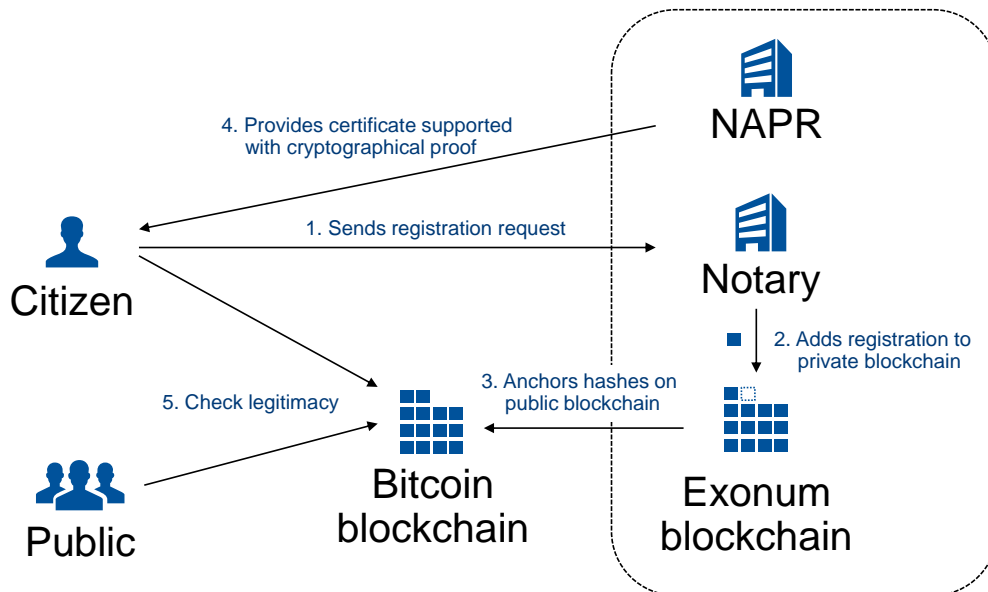 NAPR
4. Provides certificate supported
with cryptographical proof
1. Sends registration request
Citizen
Notary
2. Adds registration to
private blockchain
3. Anchors hashes on
public blockchain
5. Check legitimacy
Bitcoin
blockchain
Exonum
blockchain
Public